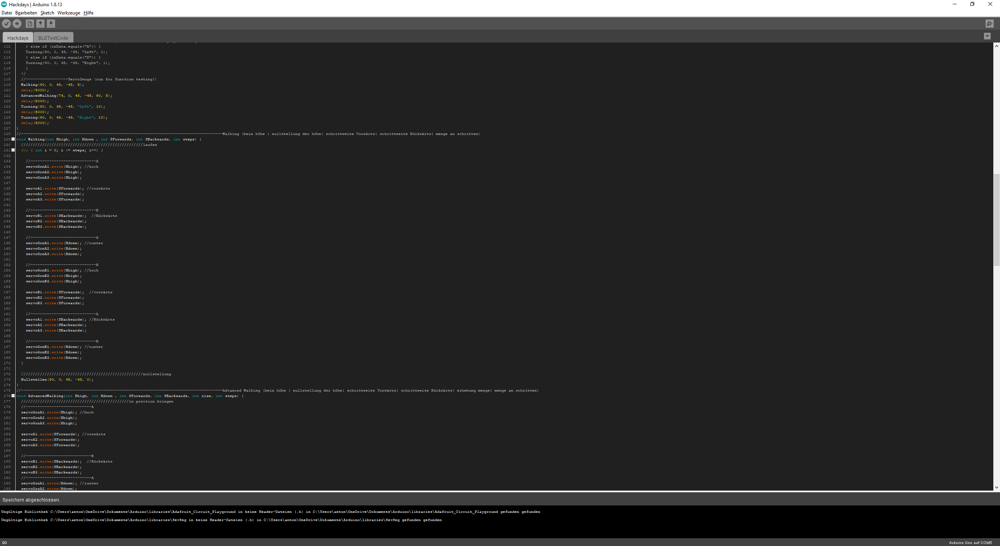 Hackdays | Arduino 1.8.13
Datei Bearbeiten Sketch Werkzeuge Hilfe
Hackdays BLETestCode
112 } else if (inData.equals("A")) {
113 Turning(90, 0, 45, -45, "Left", 1);
114 } else if (inData.equals("D")) {
115 Turning(90, 0, 45, -45, "Right", 1);
116 }
117 */
118 //------------------ServoZeugs (run for function testing!)
119 Walking(90, 0, 45, -45, 5);
120 delay(5000);
121 AdvancedWalking(74, 0, 45, -45, 90, 5);
122 delay(5000);
123 Turning(90, 0, 45, -45, "Left", 10);
124 delay(5000);
125 Turning(90, 0, 45, -45, "Right", 10);
126 delay(5000);
127 }
128 //--------------------------------------------------------------------------------------Walking (bein höhe | nullstellung der höhe| schrittweite Vorwärts| schrittweite Rückwärts| menge an schritten)
129 void Walking(int Hhigh, int Hdown , int SForwards, int SBackwards, int steps) {
130 ////////////////////////////////////////////////////laufen
131 for ( int i = 0; i <= steps; i++) {
132
133 //----------------------------A
134 servoGrnA1.write(Hhigh); //hoch
135 servoGrnA2.write(Hhigh);
136 servoGrnA3.write(Hhigh);
137
138 servoA1.write(SForwards); //vorwärts
139 servoA2.write(SForwards);
140 servoA3.write(SForwards);
141
142 //----------------------------B
143 servoB1.write(SBackwards);  //Rückwärts
144 servoB2.write(SBackwards);
145 servoB3.write(SBackwards);
146
147 //----------------------------A
148 servoGrnA1.write(Hdown); //runter
149 servoGrnA2.write(Hdown);
150 servoGrnA3.write(Hdown);
151
152 //----------------------------B
153 servoGrnB1.write(Hhigh); //hoch
154 servoGrnB2.write(Hhigh);
155 servoGrnB3.write(Hhigh);
156
157 servoB1.write(SForwards);  //vorwärts
158 servoB2.write(SForwards);
159 servoB3.write(SForwards);
160
161 //----------------------------A
162 servoA1.write(SBackwards); //Rückwärts
163 servoA2.write(SBackwards);
164 servoA3.write(SBackwards);
165
166 //----------------------------B
167 servoGrnB1.write(Hdown); //runter
168 servoGrnB2.write(Hdown);
169 servoGrnB3.write(Hdown);
170 }
171
172 ////////////////////////////////////////////////////nullstellung
173 Nullstellen(90, 0, 45, -45, 0);
174 }
175 //--------------------------------------------------------------------------------------Advanced Walking (bein höhe | nullstellung der höhe| schrittweite Vorwärts| schrittweite Rückwärts| erhebung menge| menge an schritten)
176 void AdvancedWalking(int Hhigh, int Hdown , int SForwards, int SBackwards, int rise, int steps) {
177 //////////////////////////////////////////////in position bringen
178 //----------------------------A
179 servoGrnA1.write(Hhigh); //hoch
180 servoGrnA2.write(Hhigh);
181 servoGrnA3.write(Hhigh);
182
183 servoA1.write(SForwards); //vorwärts
184 servoA2.write(SForwards);
185 servoA3.write(SForwards);
186
187 //----------------------------B
188 servoB1.write(SBackwards);  //Rückwärts
189 servoB2.write(SBackwards);
190 servoB3.write(SBackwards);
191 //----------------------------A
192 servoGrnA1.write(Hdown); //runter
193 servoGrnA2.write(Hdown);
Speichern abgeschlossen.
Ungültige Bibliothek C:\Users\anton\OneDrive\Dokumente\Arduino\libraries\Adafruit_Circuit_Playground in keine Header-Dateien (.h) in C:\Users\anton\OneDrive\Dokumente\Arduino\libraries\Adafruit_Circuit_Playground gefunden gefunden
Ungültige Bibliothek C:\Users\anton\OneDrive\Dokumente\Arduino\libraries\SevSeg in keine Header-Dateien (.h) in C:\Users\anton\OneDrive\Dokumente\Arduino\libraries\SevSeg gefunden gefunden
90 Arduino Uno auf COM5